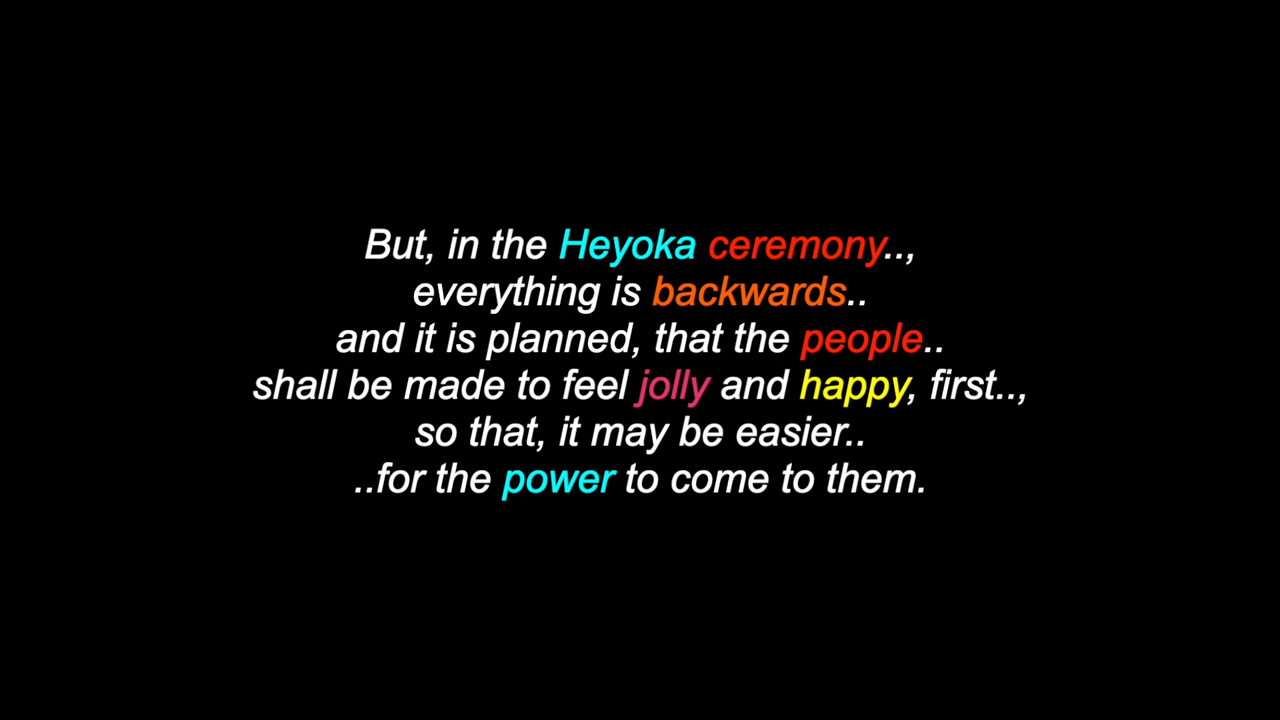 But, in the Heyoka ceremony..,
everything is backwards..
and it is planned, that the people..
shall be made to feel jolly and happy, first..,
so that, it may be easier..
..for the power to come to them.